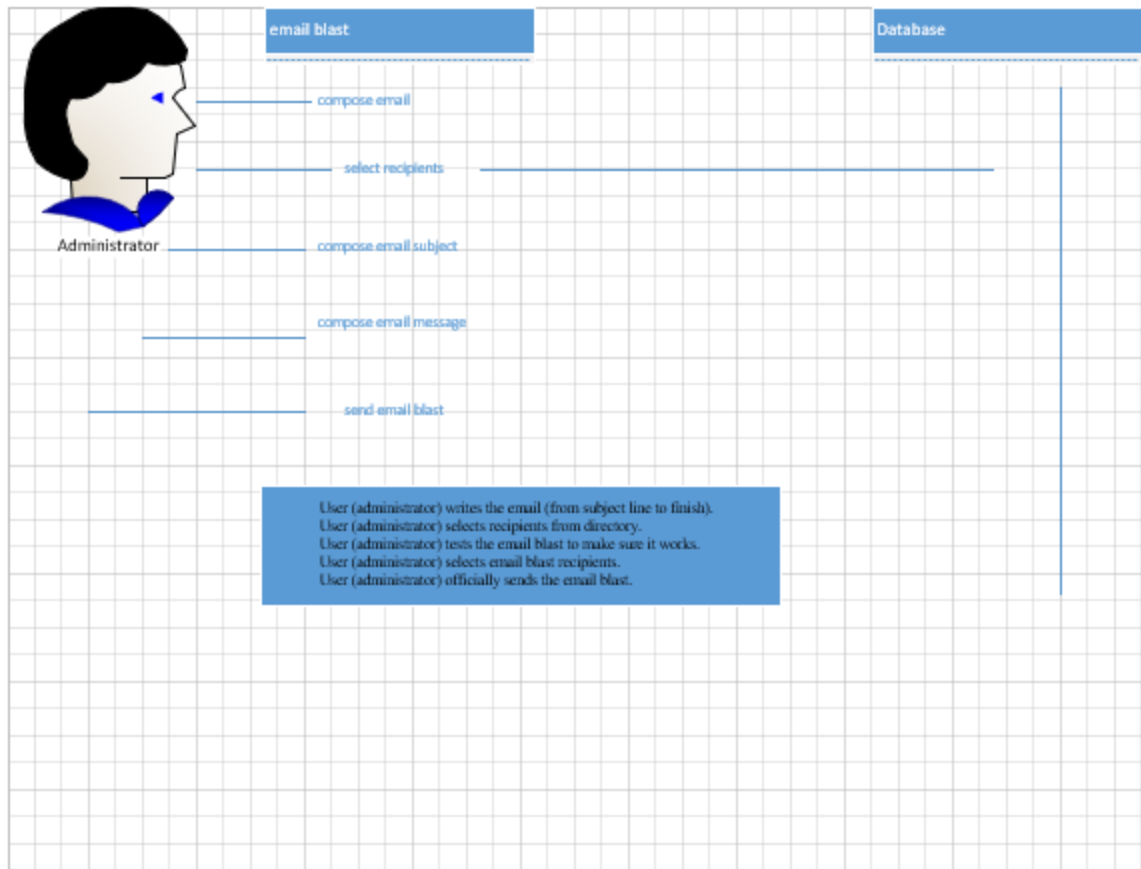 email blast
Database
compose email
select recipients
Administrator
compose email subject
compose email message
send email blast
User (administrator) writes the email (from subject line to finish).
User (administrator) selects recipients from directory.
User (administrator) tests the email blast to make sure it works.
User (administrator) selects email blast recipients.
User (administrator) officially sends the email blast.